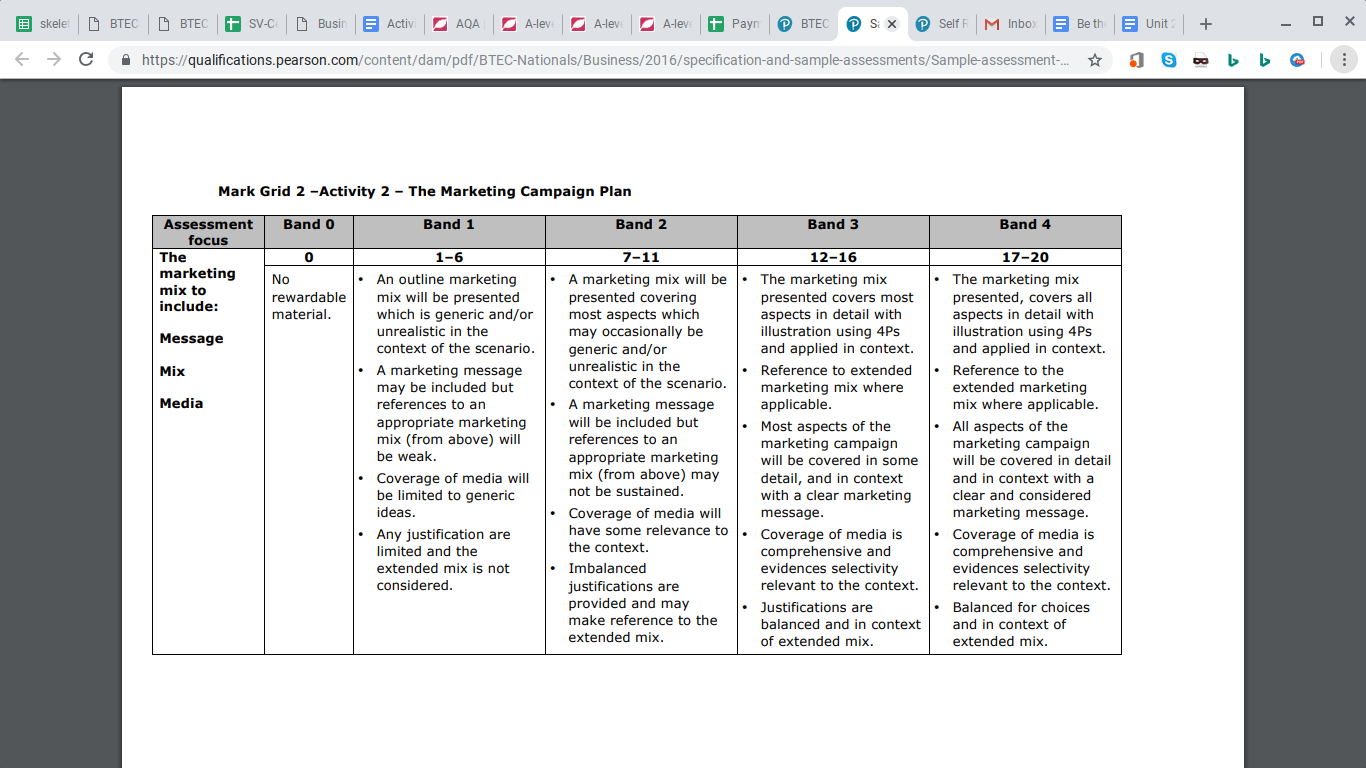 skelet
BTEC
BTEC
SV-Co
Busin
Activi
AQA
A-leve
A-leve
A-leve
Paym
BTEC
Sa
Self R
Inbox
Be the
Unit 2
https://qualifications.pearson.com/content/dam/pdf/BTEC-Nationals/Business/2016/specification-and-sample-assessments/Sample-assessment-...
Mark Grid 2 –Activity 2 – The Marketing Campaign Plan
Assessment
focus
Band 0
Band 1
Band 2
Band 3
Band 4
The
marketing
mix to
include:
Message
Mix
Media
0
1–6
7–11
12–16
17–20
No
rewardable
material.
• An outline marketing
mix will be presented
which is generic and/or
unrealistic in the
context of the scenario.
• A marketing message
may be included but
references to an
appropriate marketing
mix (from above) will
be weak.
• Coverage of media will
be limited to generic
ideas.
• Any justification are
limited and the
extended mix is not
considered.
• A marketing mix will be
presented covering
most aspects which
may occasionally be
generic and/or
unrealistic in the
context of the scenario.
• A marketing message
will be included but
references to an
appropriate marketing
mix (from above) may
not be sustained.
• Coverage of media will
have some relevance to
the context.
• Imbalanced
justifications are
provided and may
make reference to the
extended mix.
• The marketing mix
presented covers most
aspects in detail with
illustration using 4Ps
and applied in context.
• Reference to extended
marketing mix where
applicable.
• Most aspects of the
marketing campaign
will be covered in some
detail, and in context
with a clear marketing
message.
• Coverage of media is
comprehensive and
evidences selectivity
relevant to the context.
• Justifications are
balanced and in context
of extended mix.
• The marketing mix
presented, covers all
aspects in detail with
illustration using 4Ps
and applied in context.
• Reference to the
extended marketing
mix where applicable.
• All aspects of the
marketing campaign
will be covered in detail
and in context with a
clear and considered
marketing message.
• Coverage of media is
comprehensive and
evidences selectivity
relevant to the context.
• Balanced for choices
and in context of
extended mix.